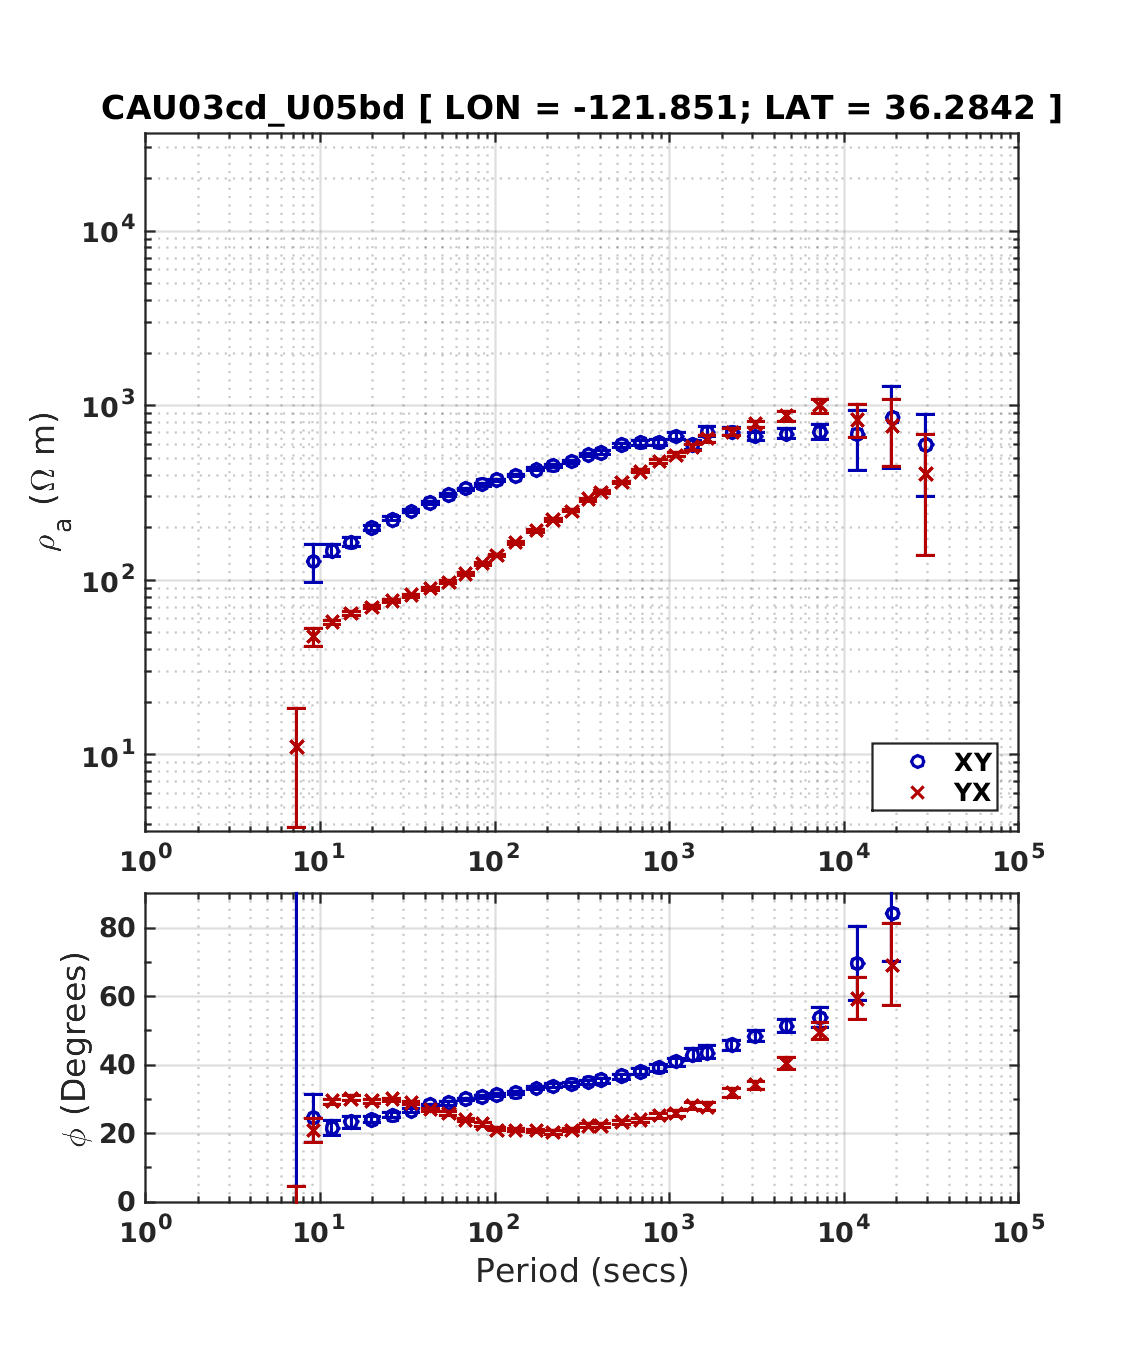 CAU03cd_U05bd [ LON = -121.851; LAT = 36.2842 ]
ρa (Ω m)
10^4
10^3
10^2
10^1
XY
YX
10^0 10^1 10^2 10^3 10^4 10^5
ϕ (Degrees)
80
60
40
20
0
10^0 10^1 10^2 10^3 10^4 10^5
Period (secs)